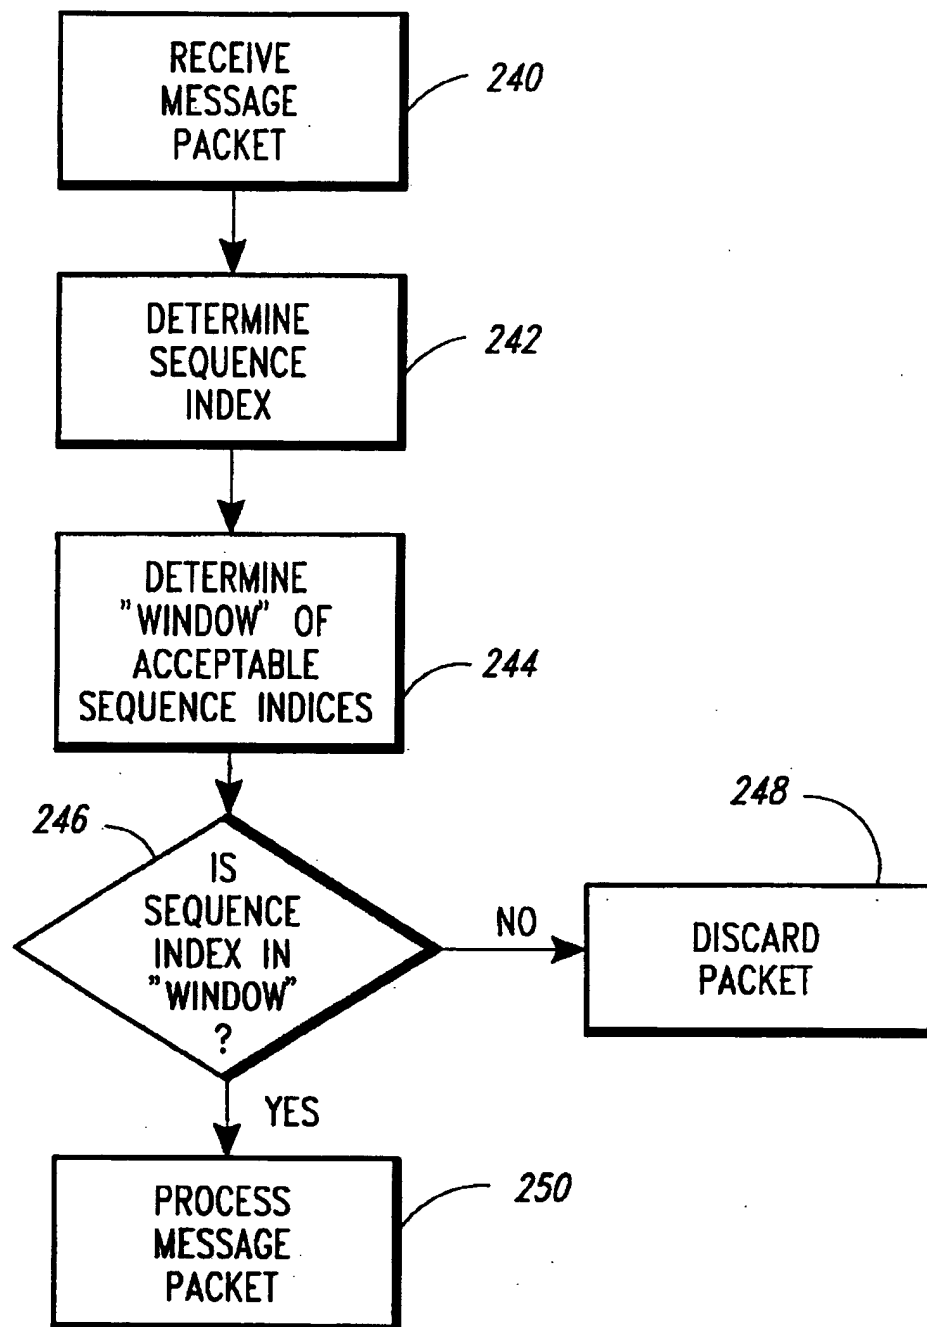 RECEIVE
MESSAGE
PACKET
240
DETERMINE
SEQUENCE
INDEX
242
DETERMINE
"WINDOW" OF
ACCEPTABLE
SEQUENCE INDICES
244
246
IS
SEQUENCE
INDEX IN
"WINDOW"
?
NO
248
DISCARD
PACKET
YES
PROCESS
MESSAGE
PACKET
250